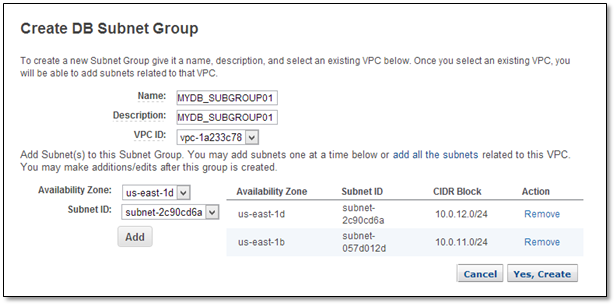 Create DB Subnet Group
To create a new Subnet Group give it a name, description, and select an existing VPC below. Once you select an existing VPC, you
will be able to add subnets related to that VPC.
Name: MYDB_SUBGROUP01
Description: MYDB_SUBGROUP01
VPC ID: vpc-1a233c78
Add Subnet(s) to this Subnet Group. You may add subnets one at a time below or add all the subnets related to this VPC.
You may make additions/edits after this group is created.
Availability Zone: us-east-1d
Subnet ID: subnet-2c90cd6a
Add
Availability Zone Subnet ID CIDR Block Action
us-east-1d subnet-2c90cd6a 10.0.12.0/24 Remove
us-east-1b subnet-057d012d 10.0.11.0/24 Remove
Cancel Yes, Create